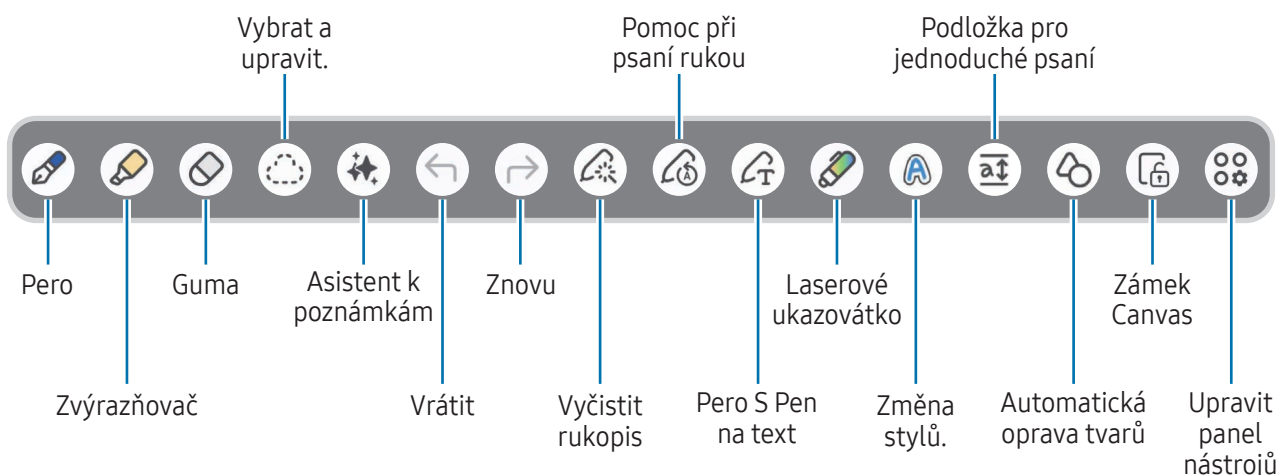 Vybrat a
upravit.
Pomoc při
psaní rukou
Podložka pro
jednoduché psaní
A
T
A
a
Pero
Guma
Asistent k
poznámkám
Znovu
Laserové
ukazovátko
Zámek
Canvas
Zvýrazňovač
Vrátit
Vyčistit
rukopis
Pero S Pen
na text
Změna
stylů.
Automatická
oprava tvarů
Upravit
panel
nástrojů